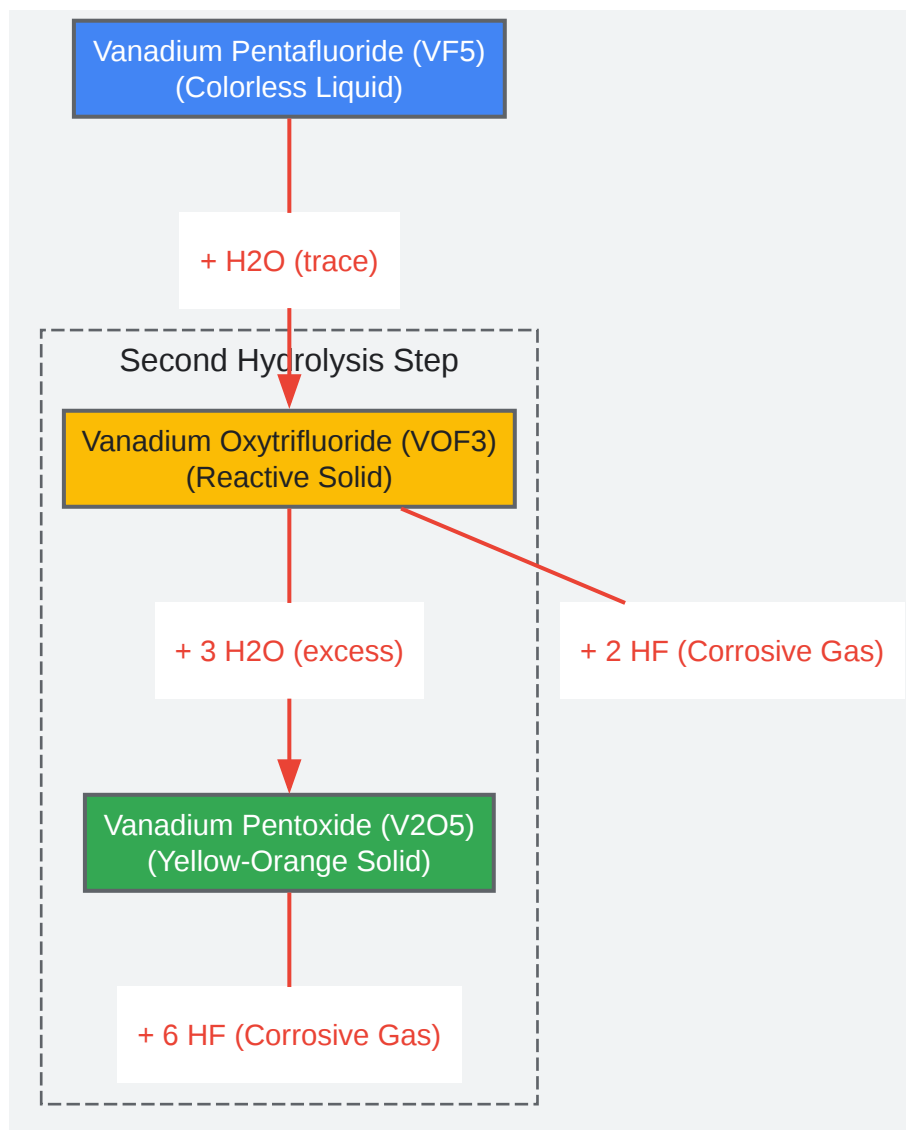 Vanadium Pentafluoride (VF5)
(Colorless Liquid)
+ H2O (trace)
Second Hydrolysis Step
Vanadium Oxytrifluoride (VOF3)
(Reactive Solid)
+ 3 H2O (excess)
+ 2 HF (Corrosive Gas)
Vanadium Pentoxide (V2O5)
(Yellow-Orange Solid)
+ 6 HF (Corrosive Gas)